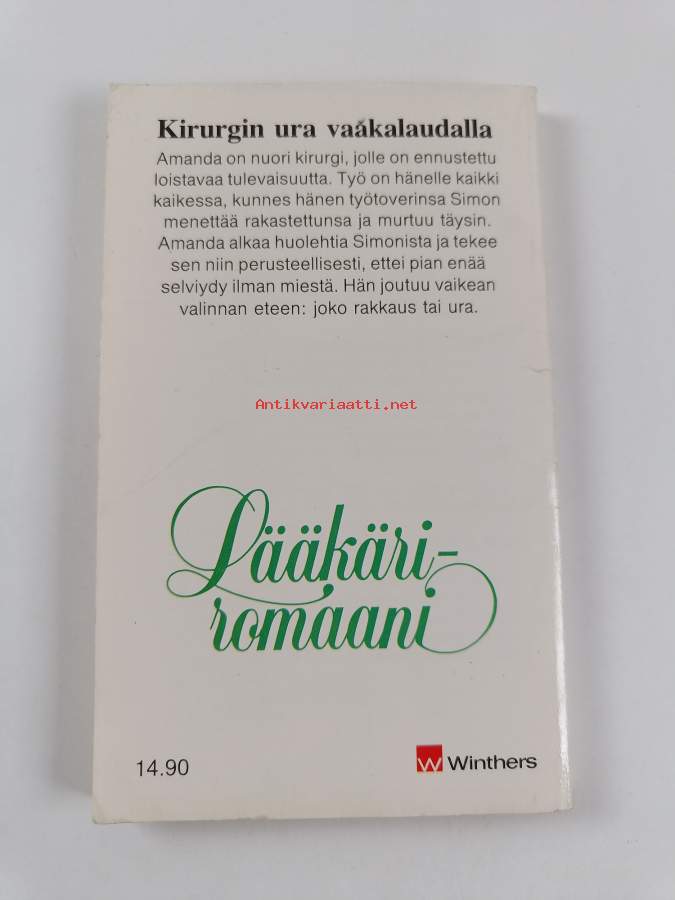 Kirurgin ura vaakalaudalla
Amanda on nuori kirurgi, jolle on ennustettu
loistavaa tulevaisuutta. Työ on hänelle kaikki
kaikessa, kunnes hänen työtoverinsa Simon
menettää rakastettunsa ja murtuu täysin.
Amanda alkaa huolehtia Simonista ja tekee
sen niin perusteellisesti, ettei pian enää
selviydy ilman miestä. Hän joutuu vaikean
valinnan eteen: joko rakkaus tai ura.
Antikvariaatti.net
Lääkäri-
romaani
14.90
W Winthers